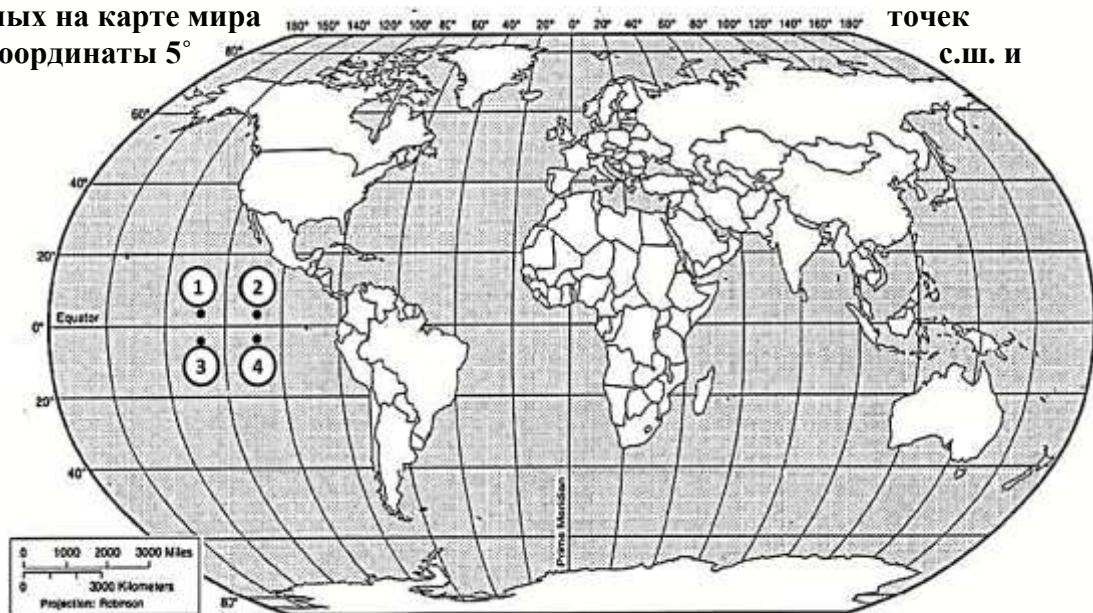 ных на карте мира точек
оординаты 5° с.ш. и
180° 160° 140° 120° 100° 80° 60° 40° 20° 0° 20° 40° 60° 80° 100° 120° 140° 160° 180°
80°
60°
40°
20°
1 2
Equator
0°
3 4
20°
40°
Prime Meridian
0 1000 2000 3000 Miles
0 3000 Kilometers
Projection: Robinson
80°